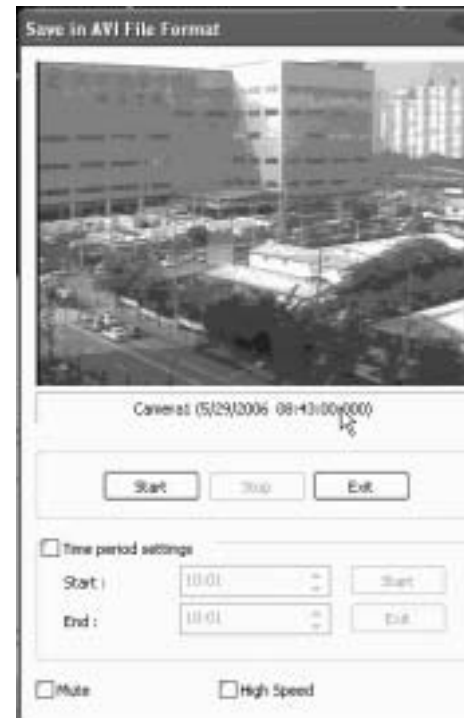 Save in AVI File Format
Camera1 (5/29/2006 08:43:00:000)
Start Stop Exit
Time period settings
Start : 10:01 Start
End : 10:01 Exit
Mute High Speed